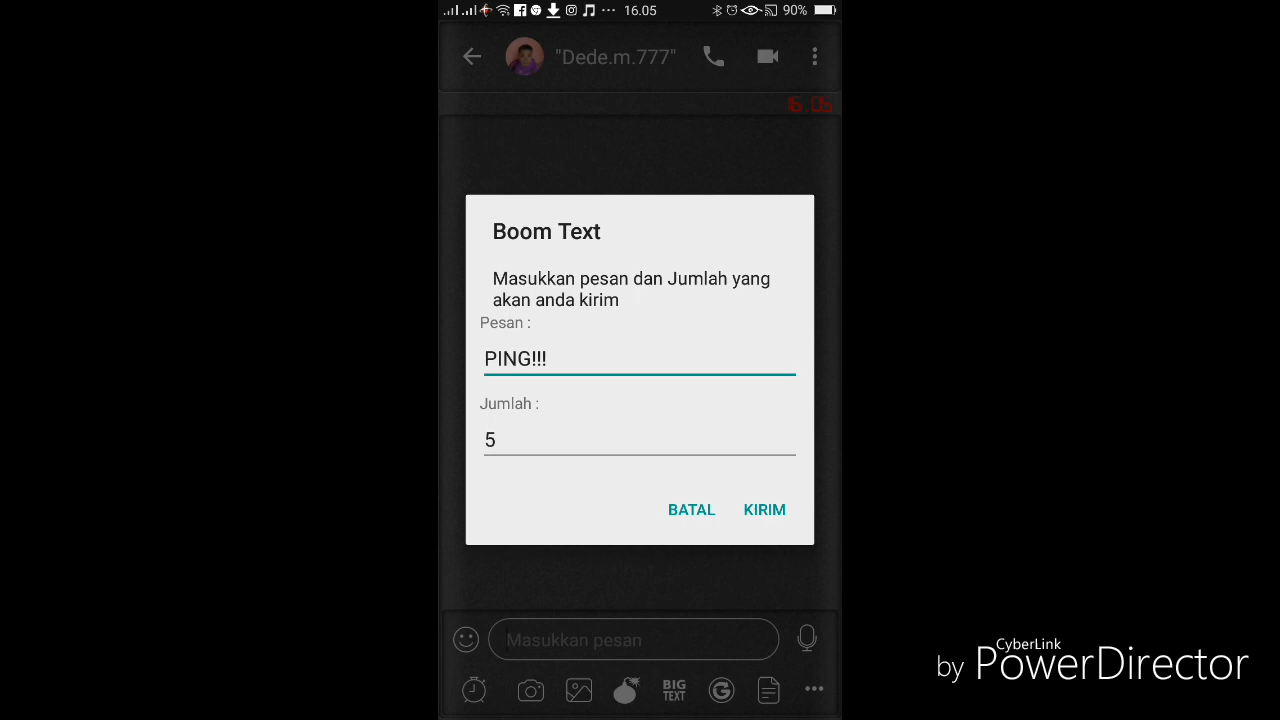 16.05
90%
"Dede.m.777"
Boom Text
Masukkan pesan dan Jumlah yang
akan anda kirim
Pesan :
PING!!!
Jumlah :
5
BATAL KIRIM
Masukkan pesan
BIG
TEXT
G
CyberLink
by PowerDirector